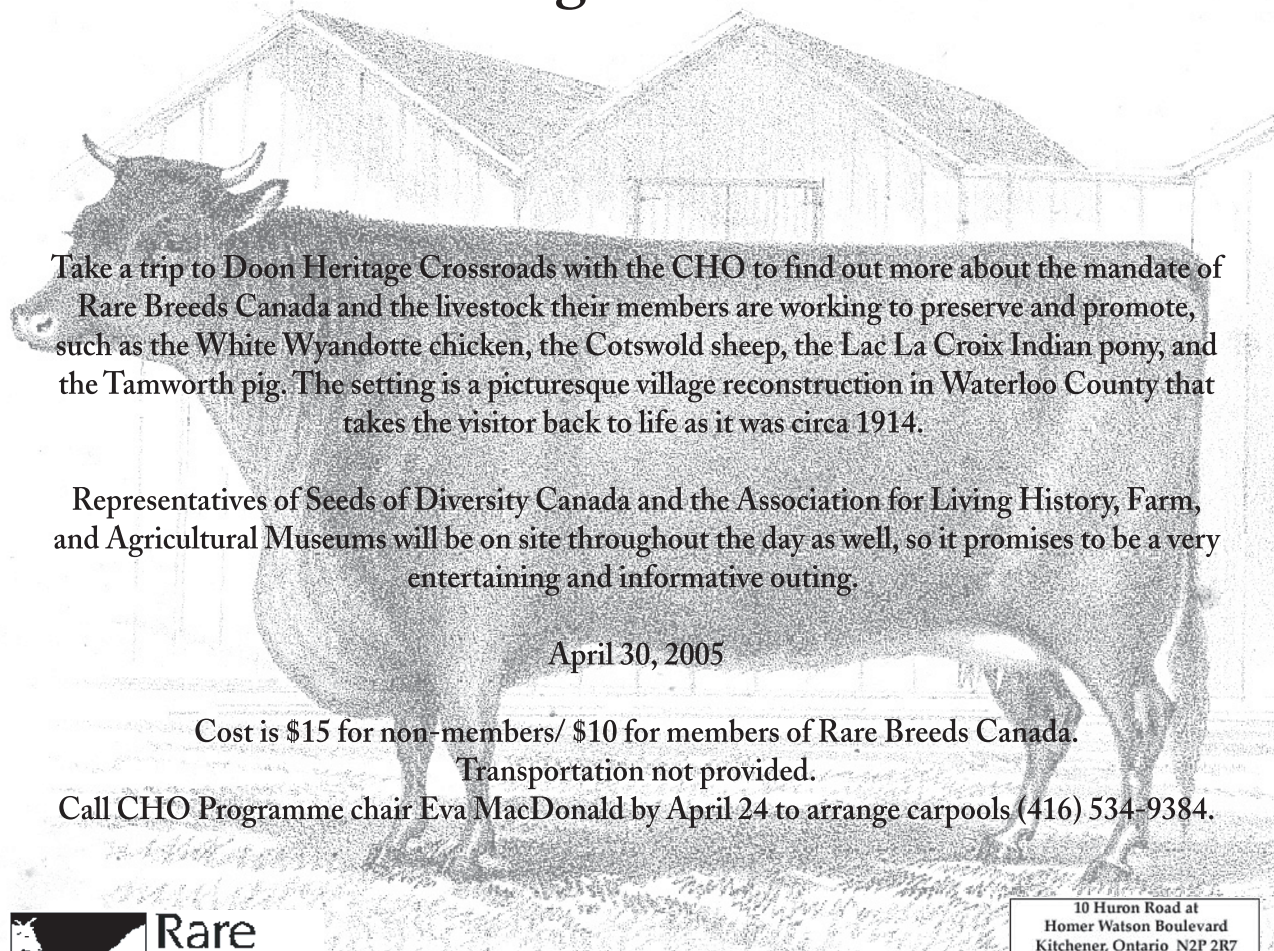 Take a trip to Doon Heritage Crossroads with the CHO to find out more about the mandate of
Rare Breeds Canada and the livestock their members are working to preserve and promote,
such as the White Wyandotte chicken, the Cotswold sheep, the Lac La Croix Indian pony, and
the Tamworth pig. The setting is a picturesque village reconstruction in Waterloo County that
takes the visitor back to life as it was circa 1914.
Representatives of Seeds of Diversity Canada and the Association for Living History, Farm,
and Agricultural Museums will be on site throughout the day as well, so it promises to be a very
entertaining and informative outing.
April 30, 2005
Cost is $15 for non-members/ $10 for members of Rare Breeds Canada.
Transportation not provided.
Call CHO Programme chair Eva MacDonald by April 24 to arrange carpools (416) 534-9384.
Rare
10 Huron Road at
Homer Watson Boulevard
Kitchener, Ontario N2P 2R7